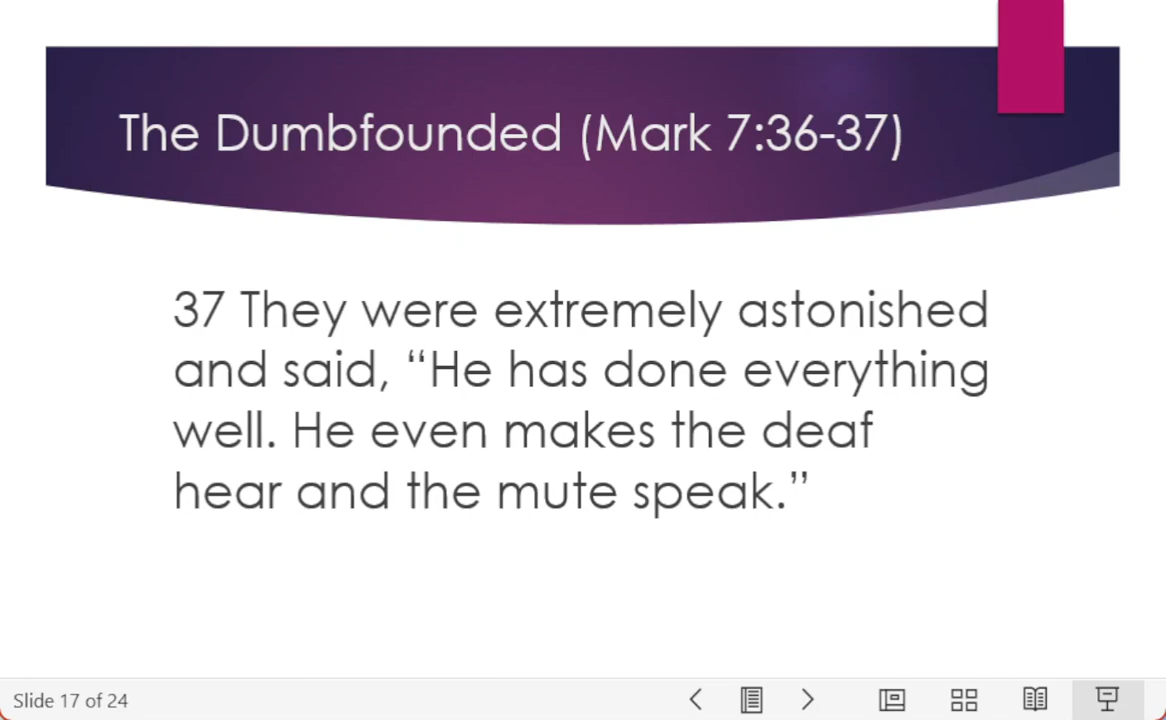 The Dumbfounded (Mark 7:36-37)
37 They were extremely astonished
and said, “He has done everything
well. He even makes the deaf
hear and the mute speak.”
Slide 17 of 24